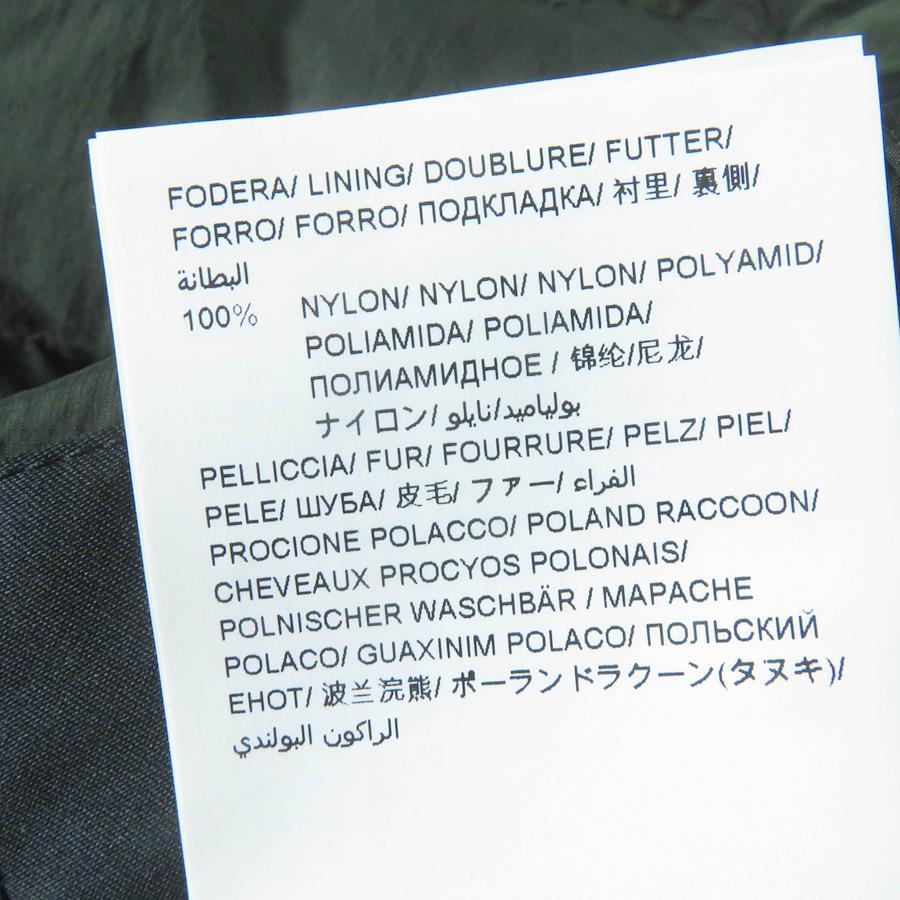 FODERA/ LINING/ DOUBLURE/ FUTTER/
FORRO/ FORRO/ ПОДКЛАДКА/ 衬里/ 裏側/
البطانة
100% NYLON/ NYLON/ NYLON/ POLYAMID/
POLIAMIDA/ POLIAMIDA/
ПОЛИАМИДНОЕ / 锦纶/尼龙/
ナイロン/ بولياميد/نايلو
PELLICCIA/ FUR/ FOURRURE/ PELZ/ PIEL/
PELE/ ШУБА/ 皮毛/ ファー/ الفراء
PROCIONE POLACCO/ POLAND RACCOON/
CHEVEAUX PROCYOS POLONAIS/
POLNISCHER WASCHBÄR / MAPACHE
POLACO/ GUAXINIM POLACO/ ПОЛЬСКИЙ
ЕНОТ/ 波兰浣熊/ ポーランドラクーン(タヌキ)/
الراكون البولندي